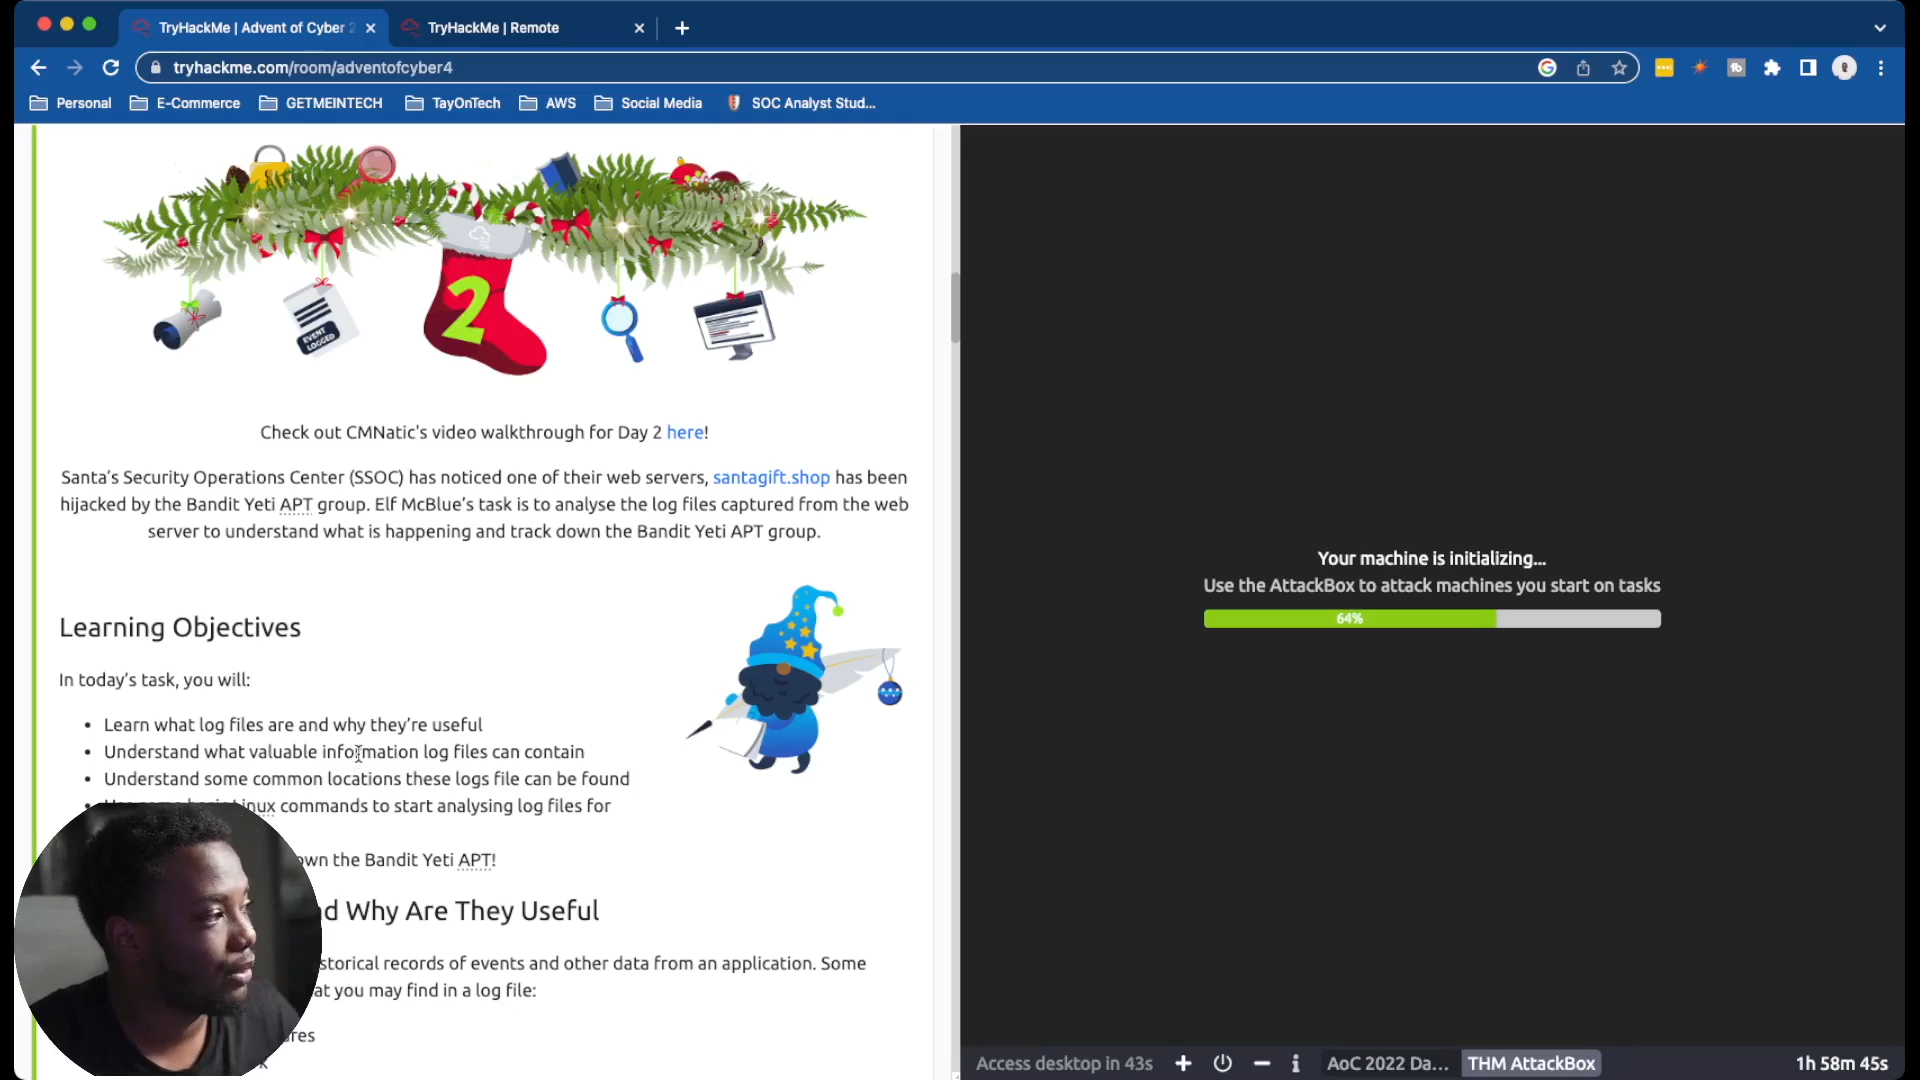 TryHackMe | Advent of Cyber 2
TryHackMe | Remote
tryhackme.com/room/adventofcyber4
Personal
E-Commerce
GETMEINTECH
TayOnTech
AWS
Social Media
SOC Analyst Stud...
EVENT LOGGED
2
Check out CMNatic's video walkthrough for Day 2 here!
Santa's Security Operations Center (SSOC) has noticed one of their web servers, santagift.shop has been
hijacked by the Bandit Yeti APT group. Elf McBlue's task is to analyse the log files captured from the web
server to understand what is happening and track down the Bandit Yeti APT group.
Learning Objectives
In today's task, you will:
• Learn what log files are and why they're useful
• Understand what valuable information log files can contain
• Understand some common locations these logs file can be found
commands to start analysing log files for
own the Bandit Yeti APT!
d Why Are They Useful
storical records of events and other data from an application. Some
at you may find in a log file:
Your machine is initializing...
Use the AttackBox to attack machines you start on tasks
64%
Access desktop in 43s
AoC 2022 Da...
THM AttackBox
1h 58m 45s